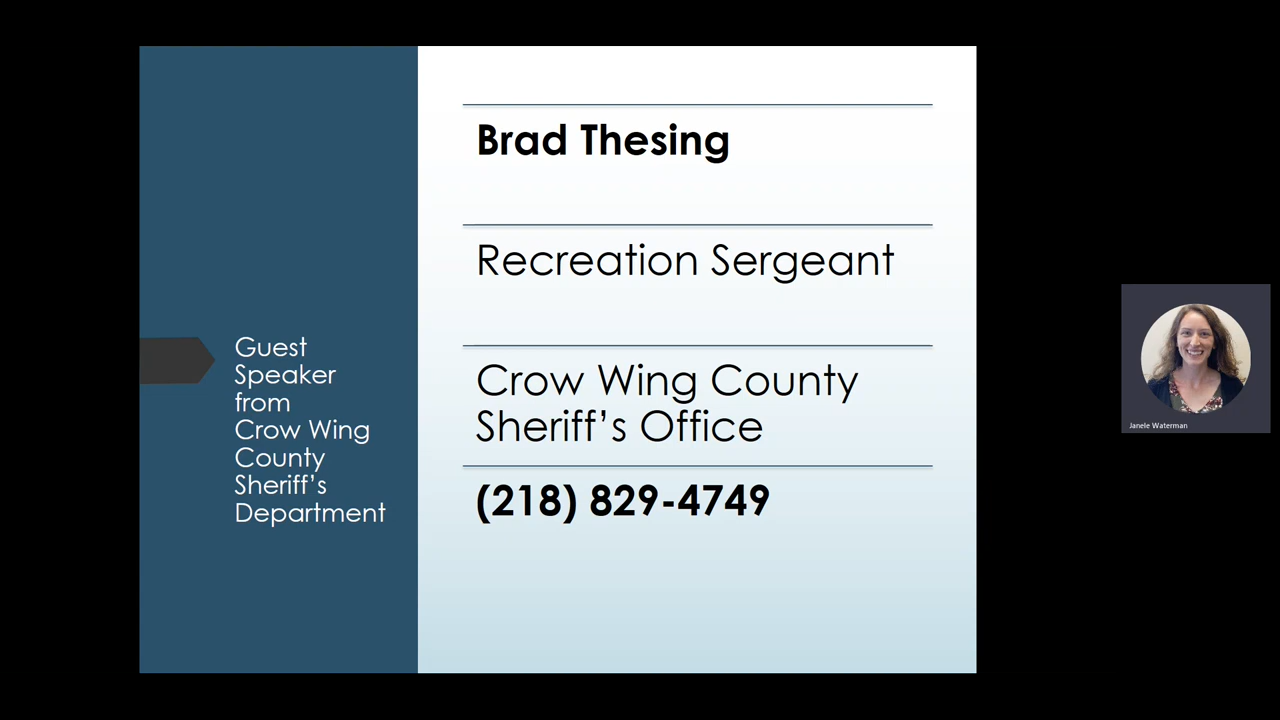 Guest
Speaker
from
Crow Wing
County
Sheriff’s
Department
Brad Thesing
Recreation Sergeant
Crow Wing County
Sheriff’s Office
(218) 829-4749
Janele Waterman